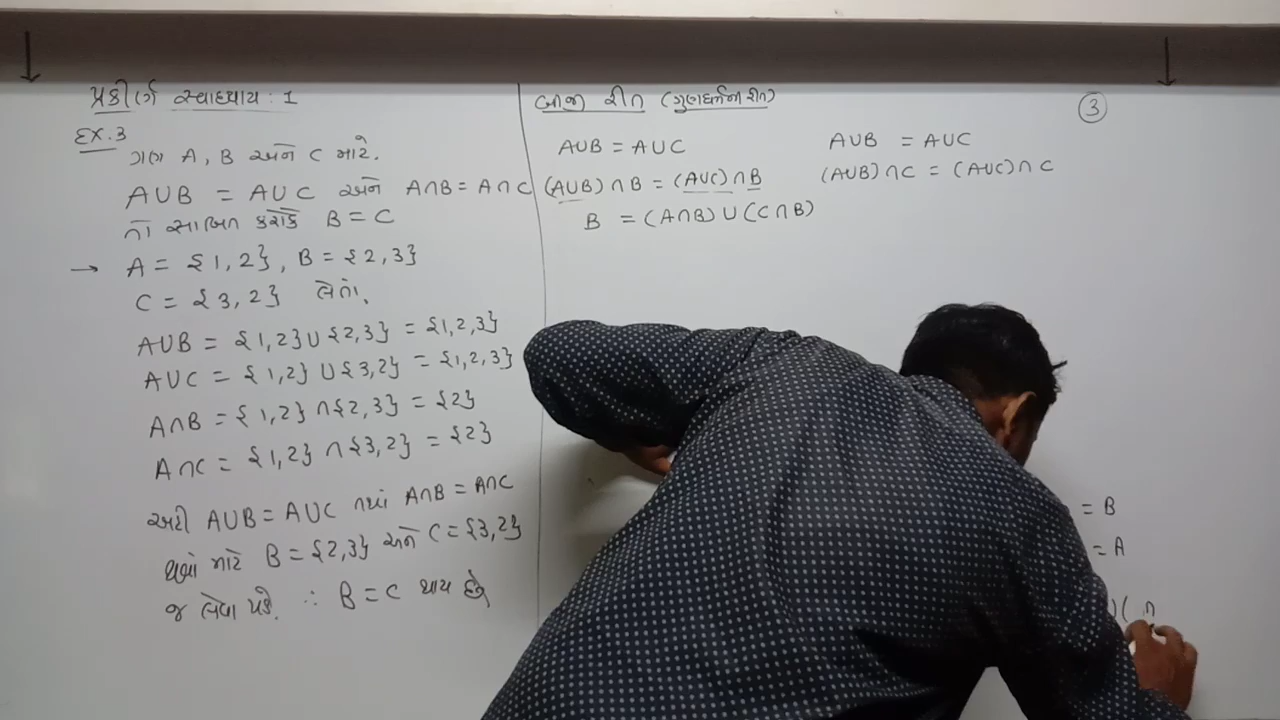 પ્રકીર્ણ સ્વાધ્યાય : 1
EX.3
ગણ A, B અને C માટે.
A∪B = A∪C અને A∩B = A∩C
તો સાબિત કરોકે B = C
→ A = {1,2}, B = {2,3}
C = {3,2} લેતાં.
A∪B = {1,2}∪{2,3} = {1,2,3}
A∪C = {1,2}∪{3,2} = {1,2,3}
A∩B = {1,2}∩{2,3} = {2}
A∩C = {1,2}∩{3,2} = {2}
અહી A∪B = A∪C તથા A∩B = A∩C
થવાં માટે B = {2,3} અને C = {3,2}
જ લેવા પડે. ∴ B = C થાય છે
બીજી રીત (ગુણધર્મની રીત)
A∪B = A∪C
(A∪B)∩B = (A∪C)∩B
B = (A∩B)∪(C∩B)
③
A∪B = A∪C
(A∪B)∩C = (A∪C)∩C
= B
= A
)( ∩